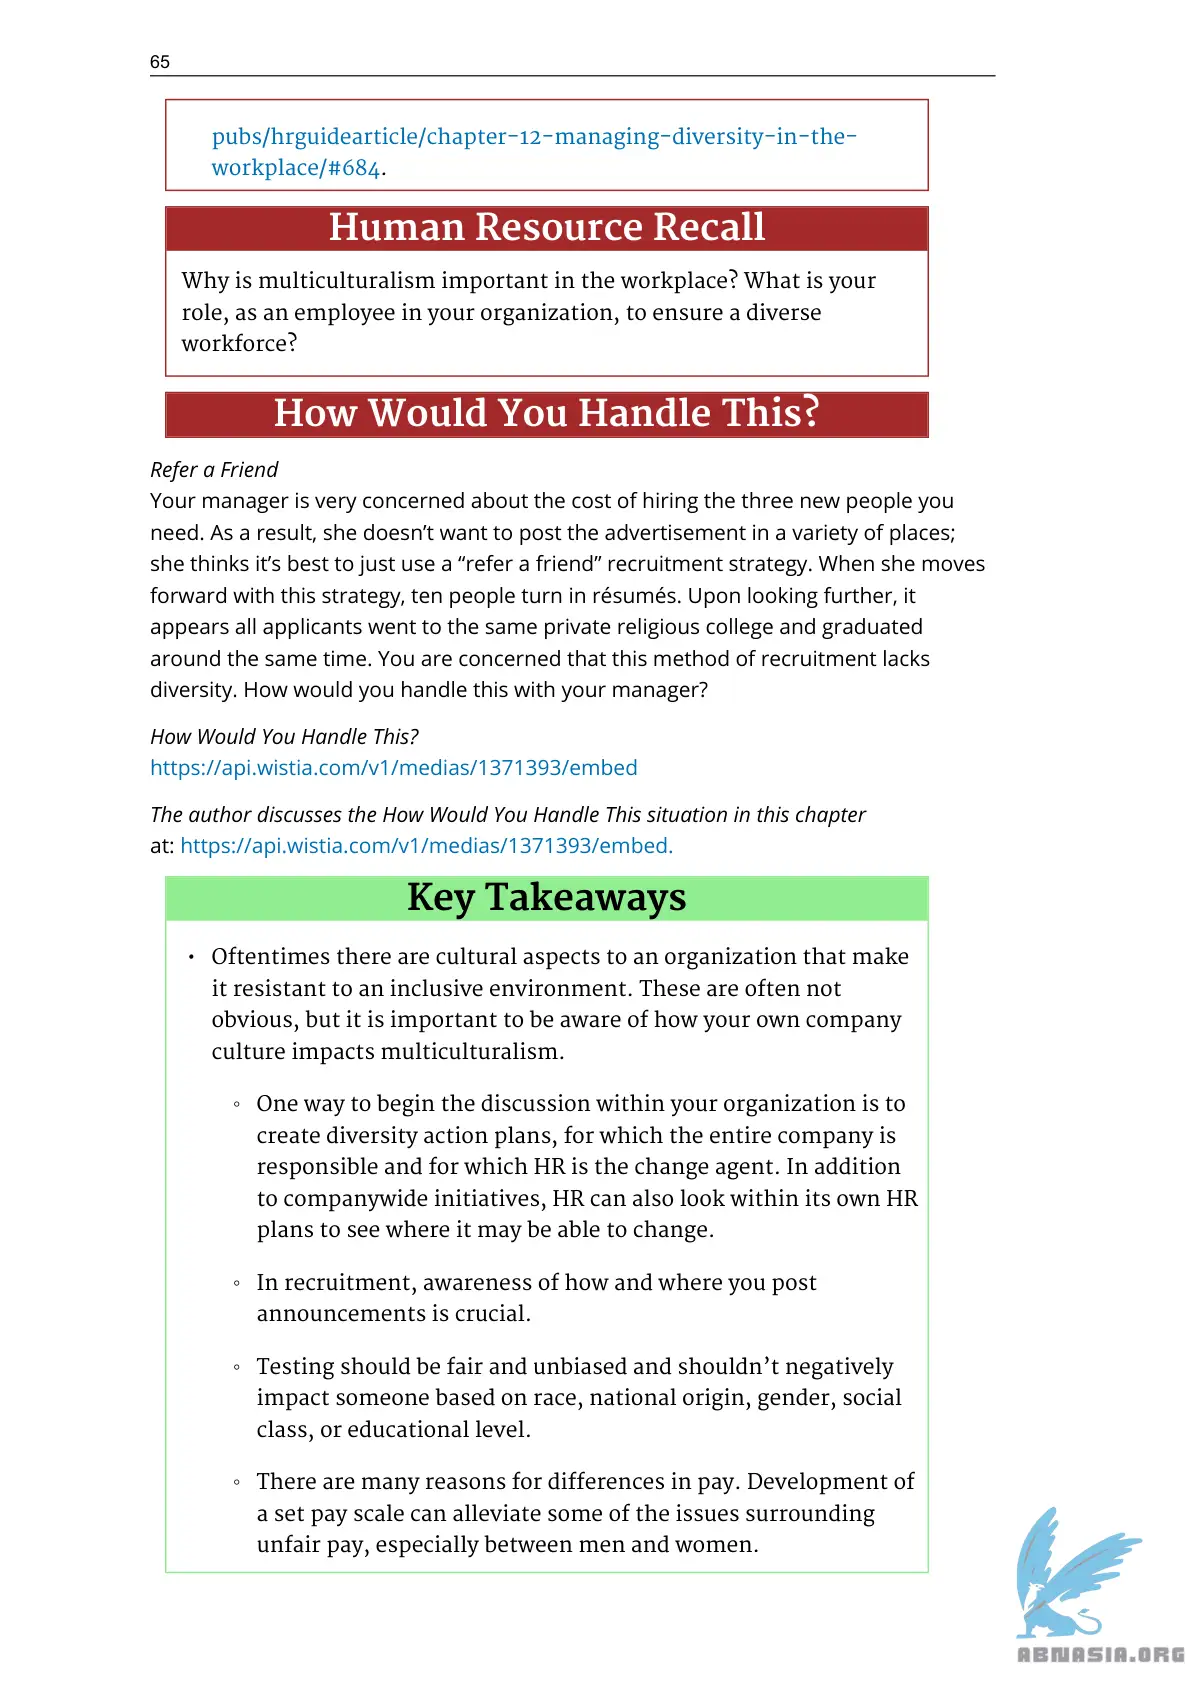 65
pubs/hrguidearticle/chapter-12-managing-diversity-in-the-
workplace/#684.
Human Resource Recall
Why is multiculturalism important in the workplace? What is your
role, as an employee in your organization, to ensure a diverse
workforce?
How Would You Handle This?
Refer a Friend
Your manager is very concerned about the cost of hiring the three new people you
need. As a result, she doesn’t want to post the advertisement in a variety of places;
she thinks it’s best to just use a “refer a friend” recruitment strategy. When she moves
forward with this strategy, ten people turn in résumés. Upon looking further, it
appears all applicants went to the same private religious college and graduated
around the same time. You are concerned that this method of recruitment lacks
diversity. How would you handle this with your manager?
How Would You Handle This?
https://api.wistia.com/v1/medias/1371393/embed
The author discusses the How Would You Handle This situation in this chapter
at: https://api.wistia.com/v1/medias/1371393/embed.
Key Takeaways
• Oftentimes there are cultural aspects to an organization that make
it resistant to an inclusive environment. These are often not
obvious, but it is important to be aware of how your own company
culture impacts multiculturalism.
◦ One way to begin the discussion within your organization is to
create diversity action plans, for which the entire company is
responsible and for which HR is the change agent. In addition
to companywide initiatives, HR can also look within its own HR
plans to see where it may be able to change.
◦ In recruitment, awareness of how and where you post
announcements is crucial.
◦ Testing should be fair and unbiased and shouldn’t negatively
impact someone based on race, national origin, gender, social
class, or educational level.
◦ There are many reasons for differences in pay. Development of
a set pay scale can alleviate some of the issues surrounding
unfair pay, especially between men and women.
ABNASIA.ORG